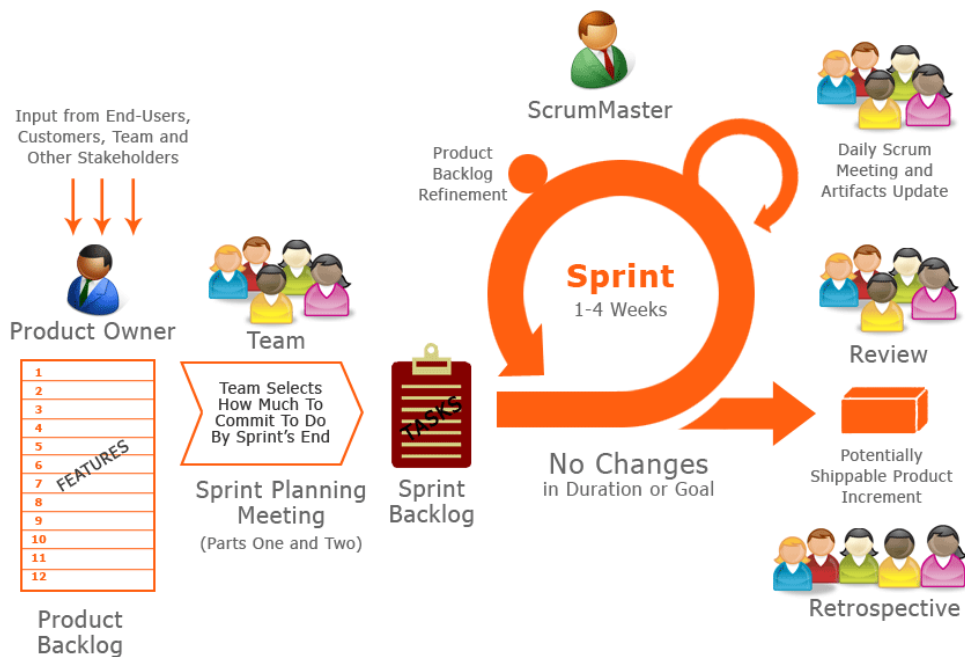 Input from End-Users,
Customers, Team and
Other Stakeholders
Product Owner
1
2
3
4
5
6
7
8
9
10
11
12
FEATURES
Product
Backlog
Team
Team Selects
How Much To
Commit To Do
By Sprint's End
Sprint Planning
Meeting
(Parts One and Two)
TASKS
Sprint
Backlog
ScrumMaster
Product
Backlog
Refinement
Sprint
1-4 Weeks
No Changes
in Duration or Goal
Daily Scrum
Meeting and
Artifacts Update
Review
Potentially
Shippable Product
Increment
Retrospective